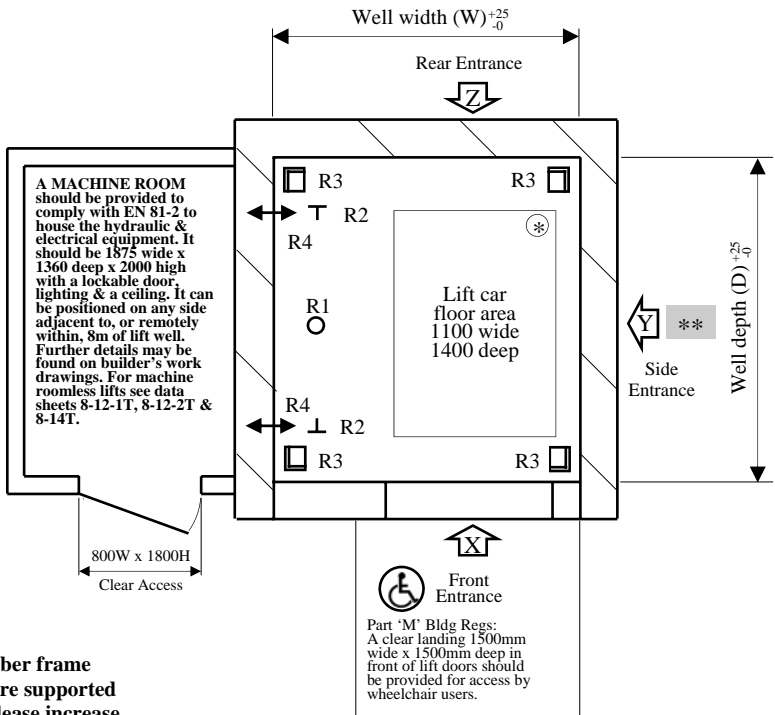 Well width (W) +25 -0
Rear Entrance
Z
A MACHINE ROOM
should be provided to
comply with EN 81-2 to
house the hydraulic &
electrical equipment. It
should be 1875 wide x
1360 deep x 2000 high
with a lockable door,
lighting & a ceiling. It can
be positioned on any side
adjacent to, or remotely
within, 8m of lift well.
Further details may be
found on builder's work
drawings. For machine
roomless lifts see data
sheets 8-12-1T, 8-12-2T &
8-14T.
R3
R3
R2
R4
*
R1
Lift car
floor area
1100 wide
1400 deep
Y
**
Side
Entrance
Well depth (D) +25 -0
R4
R2
R3
R3
800W x 1800H
Clear Access
X
Front
Entrance
Part ‘M’ Bldg Regs:
A clear landing 1500mm
wide x 1500mm deep in
front of lift doors should
be provided for access by
wheelchair users.
ber frame
re supported
lease increase